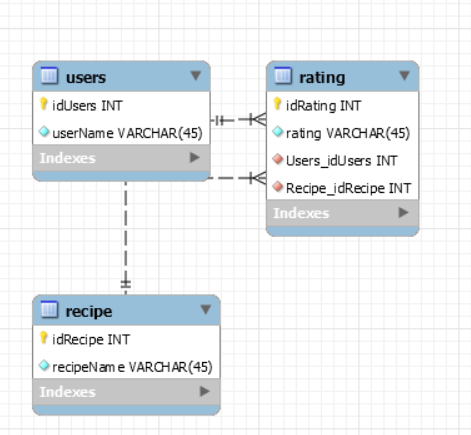 users
idUsers INT
userName VARCHAR(45)
Indexes
rating
idRating INT
rating VARCHAR(45)
Users_idUsers INT
Recipe_idRecipe INT
Indexes
recipe
idRecipe INT
recipeName VARCHAR(45)
Indexes